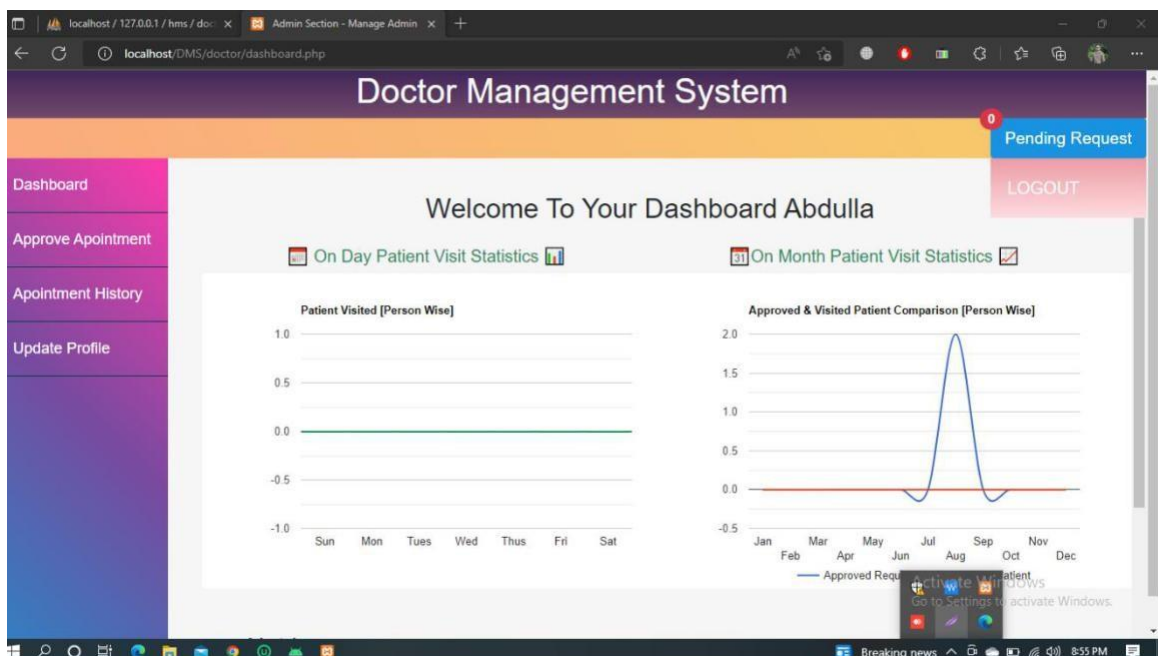 localhost / 127.0.0.1 / hms / doc
Admin Section - Manage Admin
localhost/DMS/doctor/dashboard.php
Doctor Management System
0
Pending Request
LOGOUT
Dashboard
Approve Apointment
Apointment History
Update Profile
Welcome To Your Dashboard Abdulla
On Day Patient Visit Statistics
Patient Visited [Person Wise]
1.0
0.5
0.0
-0.5
-1.0
Sun Mon Tues Wed Thus Fri Sat
31 On Month Patient Visit Statistics
Approved & Visited Patient Comparison [Person Wise]
2.0
1.5
1.0
0.5
0.0
-0.5
Jan Mar May Jul Sep Nov
Feb Apr Jun Aug Oct Dec
Approved Requ atient
Activate Windows
Go to Settings to activate Windows.
Breaking news 8:55 PM